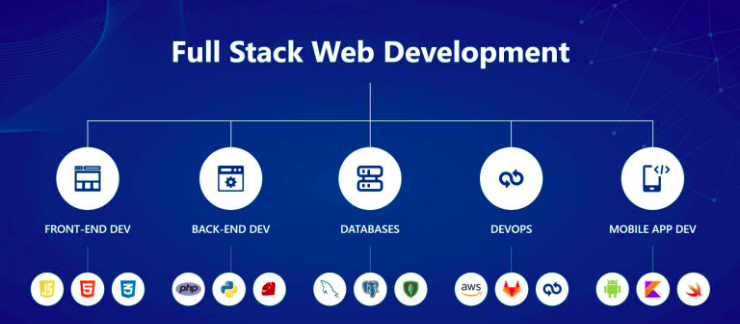 Full Stack Web Development
FRONT-END DEV
BACK-END DEV
DATABASES
DEVOPS
MOBILE APP DEV
JS
5
3
php
aws